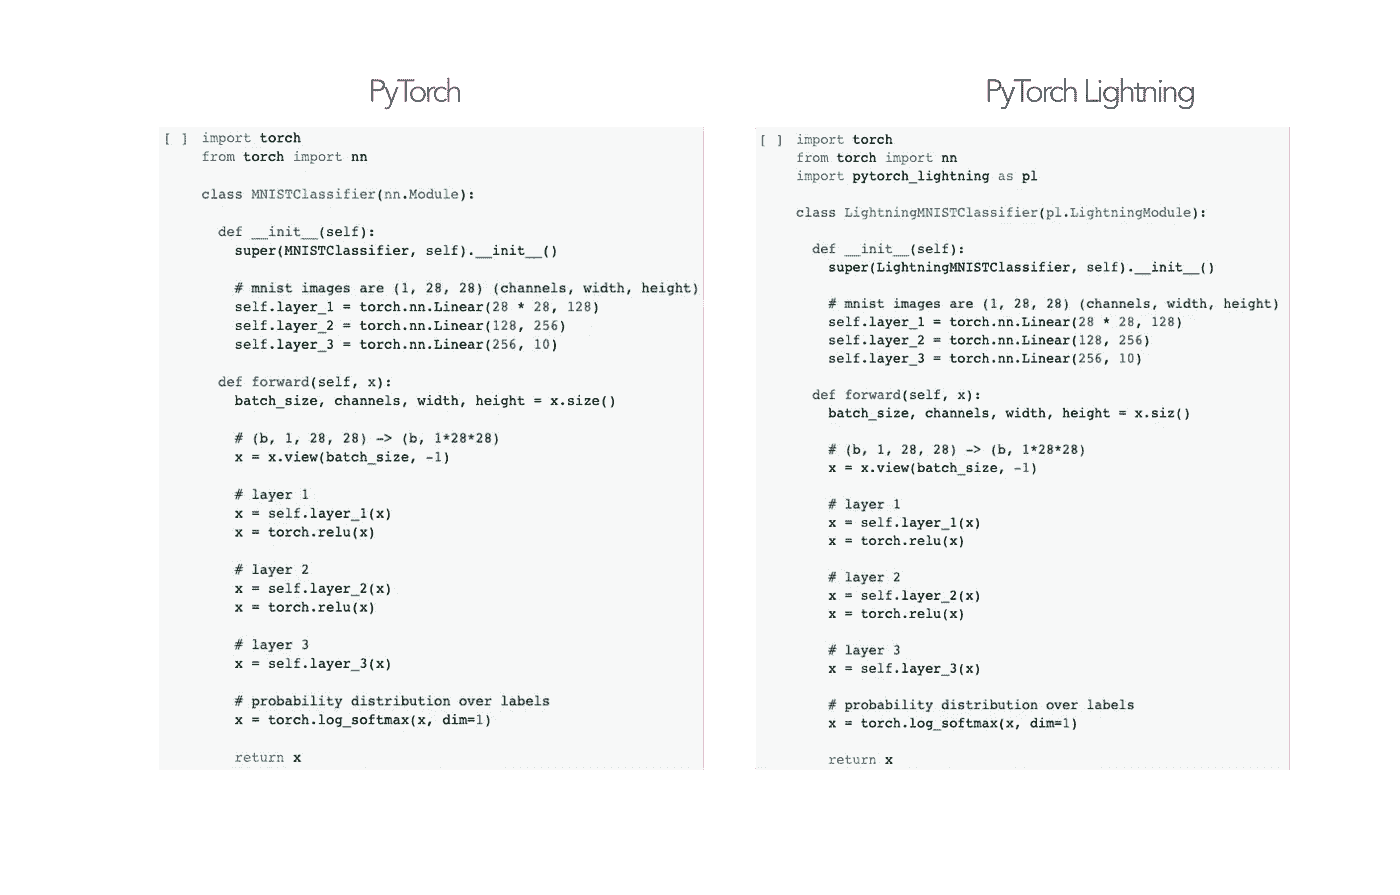 PyTorch
[ ] import torch
from torch import nn
class MNISTClassifier(nn.Module):
def __init__(self):
super(MNISTClassifier, self).__init__()
# mnist images are (1, 28, 28) (channels, width, height)
self.layer_1 = torch.nn.Linear(28 * 28, 128)
self.layer_2 = torch.nn.Linear(128, 256)
self.layer_3 = torch.nn.Linear(256, 10)
def forward(self, x):
batch_size, channels, width, height = x.size()
# (b, 1, 28, 28) -> (b, 1*28*28)
x = x.view(batch_size, -1)
# layer 1
x = self.layer_1(x)
x = torch.relu(x)
# layer 2
x = self.layer_2(x)
x = torch.relu(x)
# layer 3
x = self.layer_3(x)
# probability distribution over labels
x = torch.log_softmax(x, dim=1)
return x
PyTorch Lightning
[ ] import torch
from torch import nn
import pytorch_lightning as pl
class LightningMNISTClassifier(pl.LightningModule):
def __init__(self):
super(LightningMNISTClassifier, self).__init__()
# mnist images are (1, 28, 28) (channels, width, height)
self.layer_1 = torch.nn.Linear(28 * 28, 128)
self.layer_2 = torch.nn.Linear(128, 256)
self.layer_3 = torch.nn.Linear(256, 10)
def forward(self, x):
batch_size, channels, width, height = x.siz()
# (b, 1, 28, 28) -> (b, 1*28*28)
x = x.view(batch_size, -1)
# layer 1
x = self.layer_1(x)
x = torch.relu(x)
# layer 2
x = self.layer_2(x)
x = torch.relu(x)
# layer 3
x = self.layer_3(x)
# probability distribution over labels
x = torch.log_softmax(x, dim=1)
return x